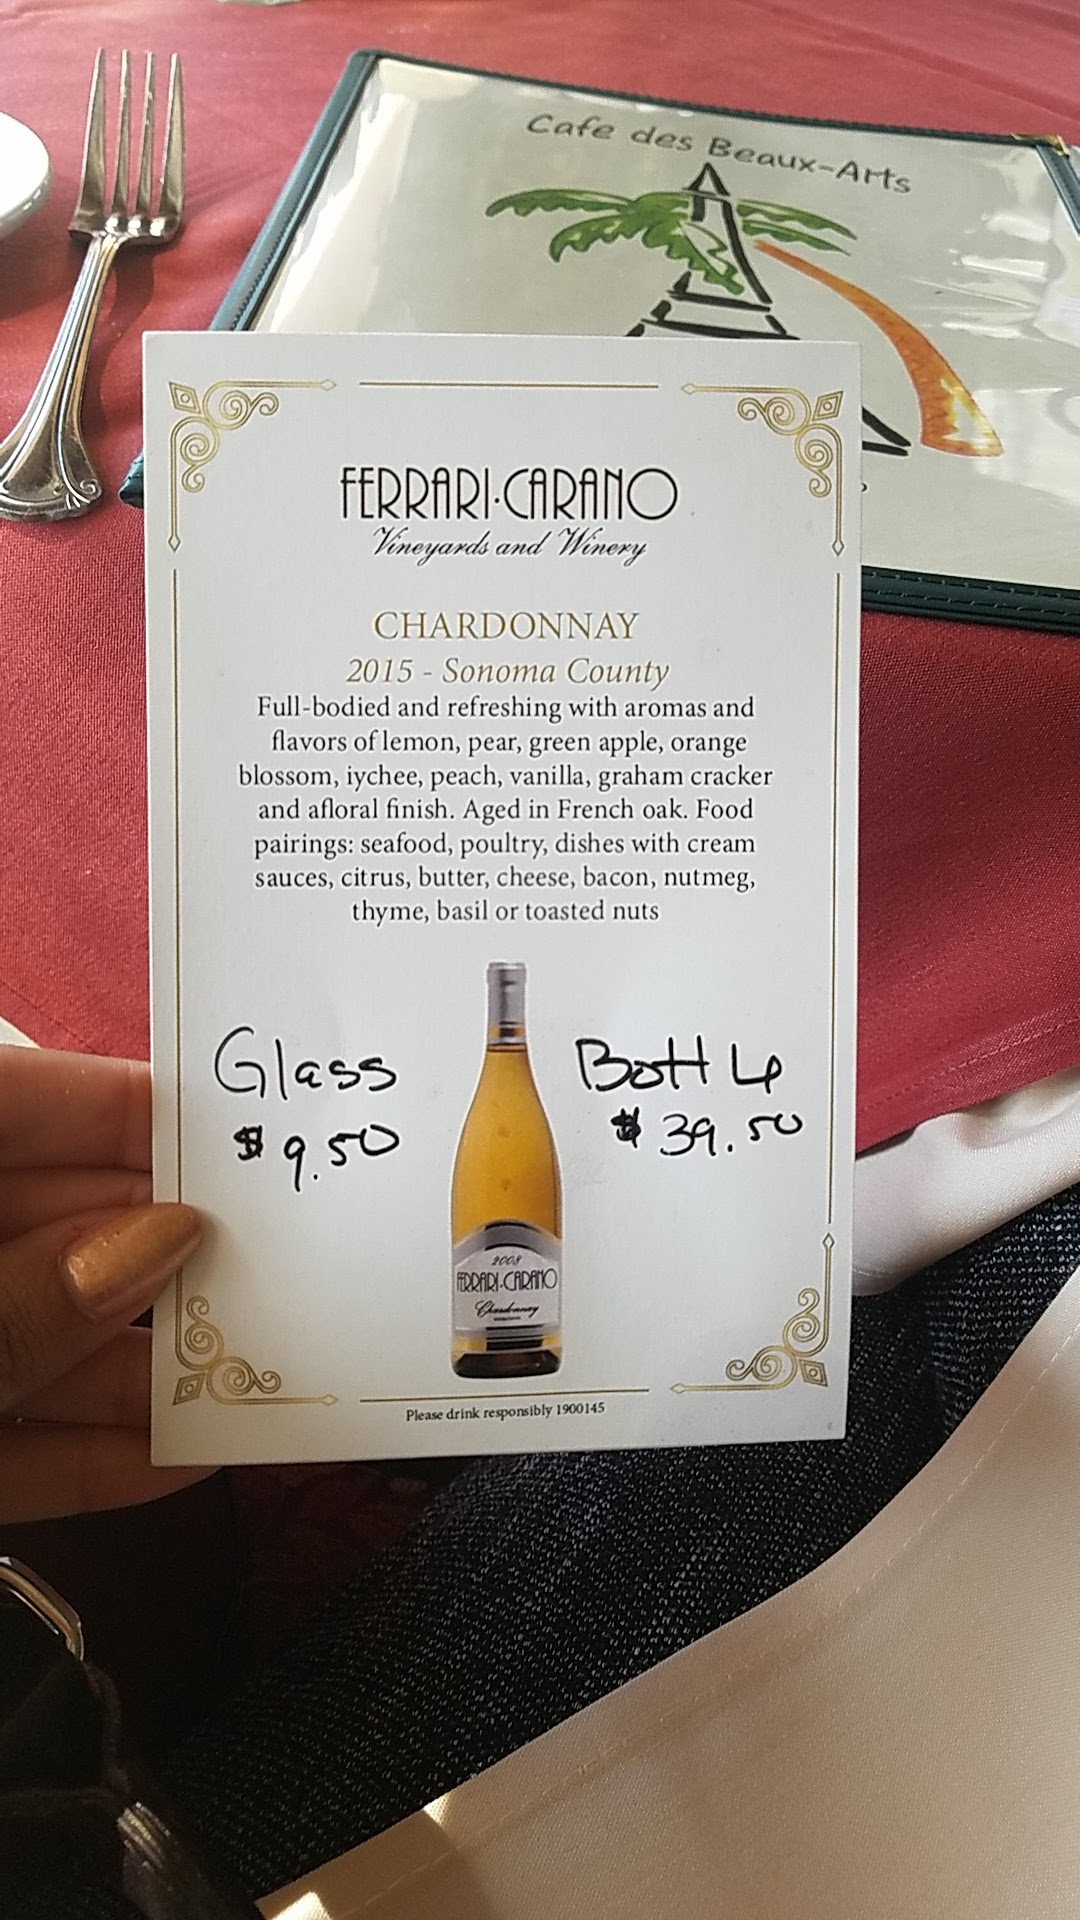 Cafe des Beaux-Arts
FERRARI·CARANO
Vineyards and Winery
CHARDONNAY
2015 - Sonoma County
Full-bodied and refreshing with aromas and
flavors of lemon, pear, green apple, orange
blossom, iychee, peach, vanilla, graham cracker
and afloral finish. Aged in French oak. Food
pairings: seafood, poultry, dishes with cream
sauces, citrus, butter, cheese, bacon, nutmeg,
thyme, basil or toasted nuts
Glass
$9.50
Bottle
$39.50
2008
FERRARI·CARANO
Chardonnay
Please drink responsibly 1900145